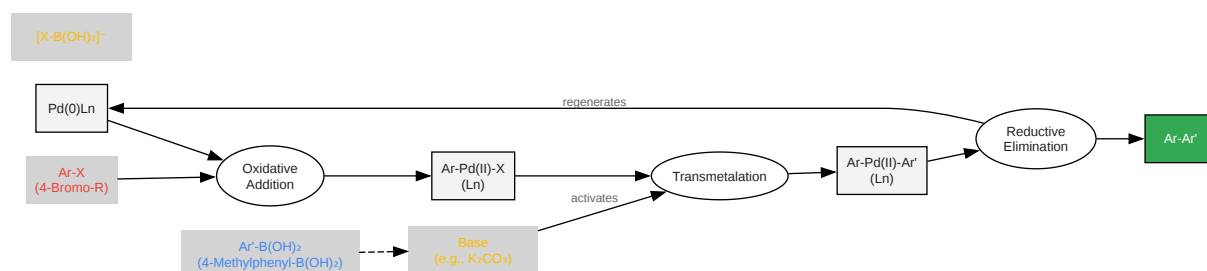 [X-B(OH)₂]⁻
Pd(0)Ln
regenerates
Reductive
Elimination
Ar-Ar'
Ar-X
(4-Bromo-R)
Oxidative
Addition
Ar-Pd(II)-X
(Ln)
Transmetalation
Ar-Pd(II)-Ar'
(Ln)
activates
Ar'-B(OH)₂
(4-Methylphenyl-B(OH)₂)
Base
(e.g., K₂CO₃)